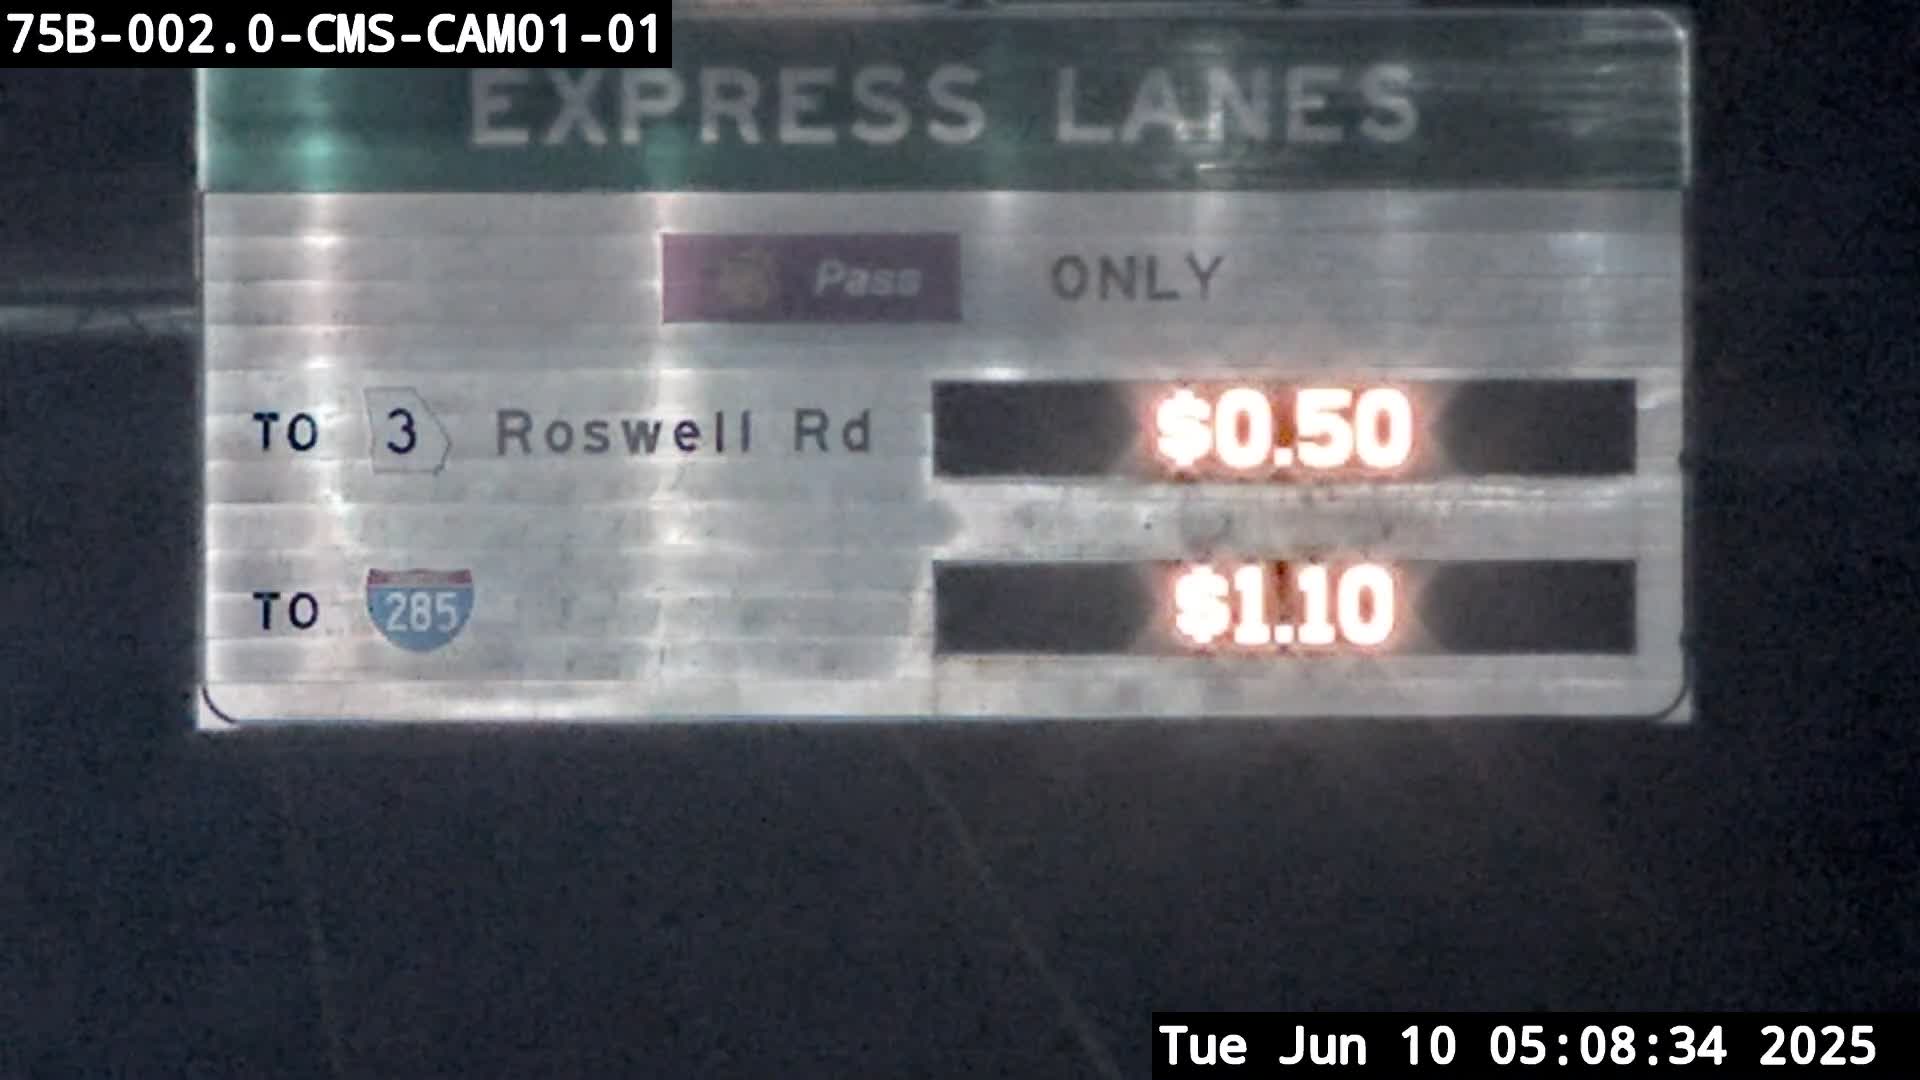 75B-002.0-CMS-CAM01-01
EXPRESS LANES
Pass ONLY
TO 3 Roswell Rd $0.50
TO 285 $1.10
Tue Jun 10 05:08:34 2025